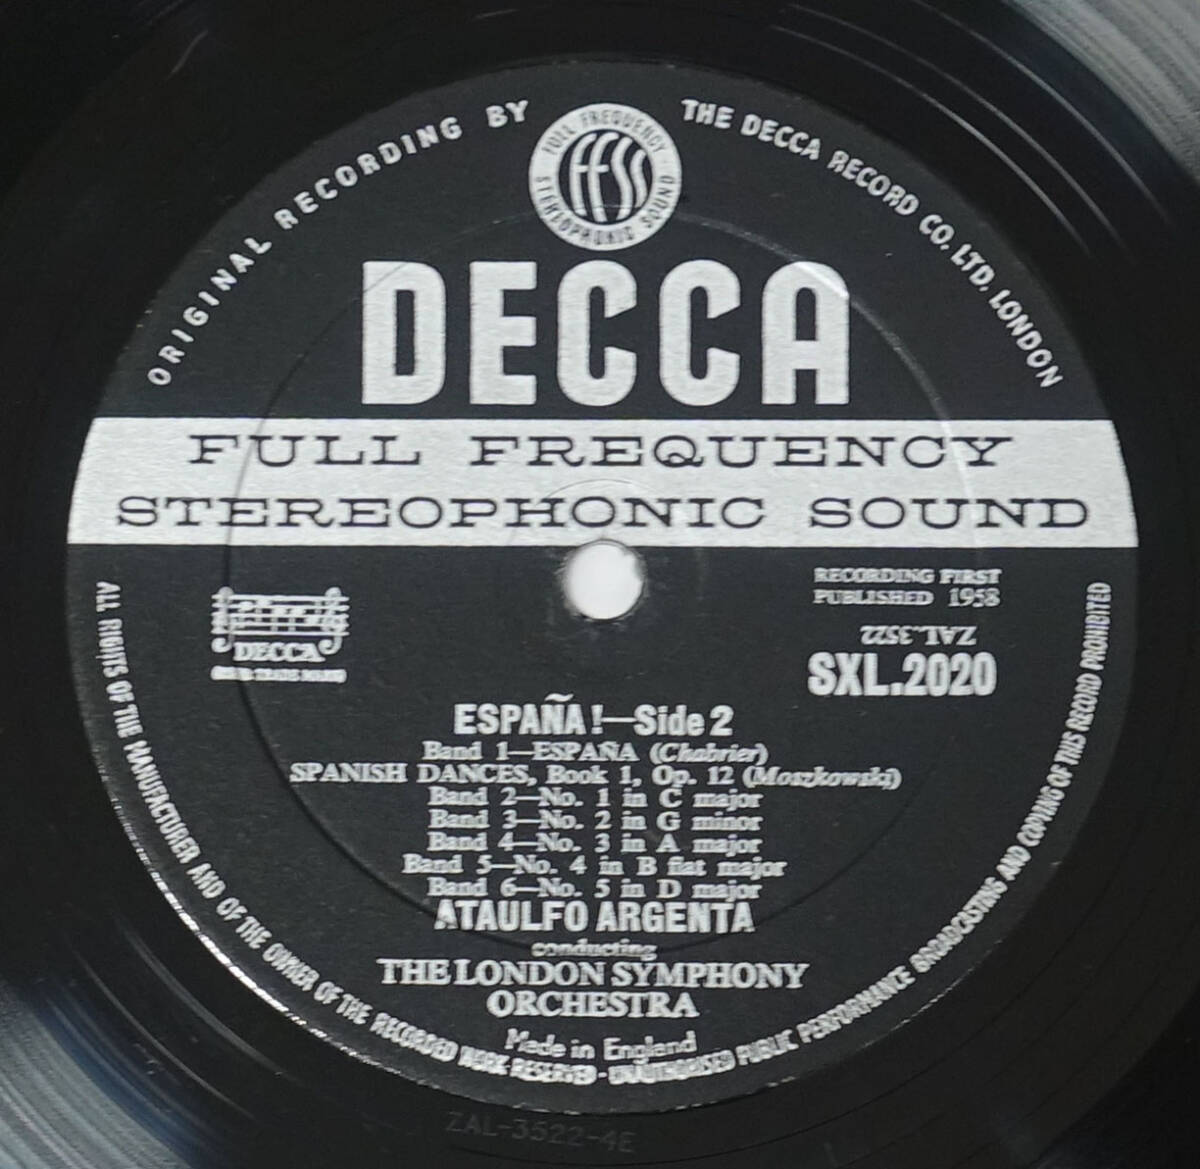 ORIGINAL RECORDING BY THE DECCA RECORD CO. LTD. LONDON
FULL FREQUENCY
FFSS
STEREOPHONIC SOUND
DECCA
FULL FREQUENCY
STEREOPHONIC SOUND
RECORDING FIRST
PUBLISHED 1958
ZAL.3522
SXL.2020
DECCA
TRADE MARK
ESPAÑA!—Side 2
Band 1—ESPAÑA (Chabrier)
SPANISH DANCES, Book 1, Op. 12 (Moszkowski)
Band 2—No. 1 in C major
Band 3—No. 2 in G minor
Band 4—No. 3 in A major
Band 5—No. 4 in B flat major
Band 6—No. 5 in D major
ATAULFO ARGENTA
conducting
THE LONDON SYMPHONY
ORCHESTRA
Made in England
ALL RIGHTS OF THE MANUFACTURER AND OF THE OWNER OF THE RECORDED WORK RESERVED - UNAUTHORISED PUBLIC PERFORMANCE BROADCASTING AND COPYING OF THIS RECORD PROHIBITED
ZAL-3522-4E